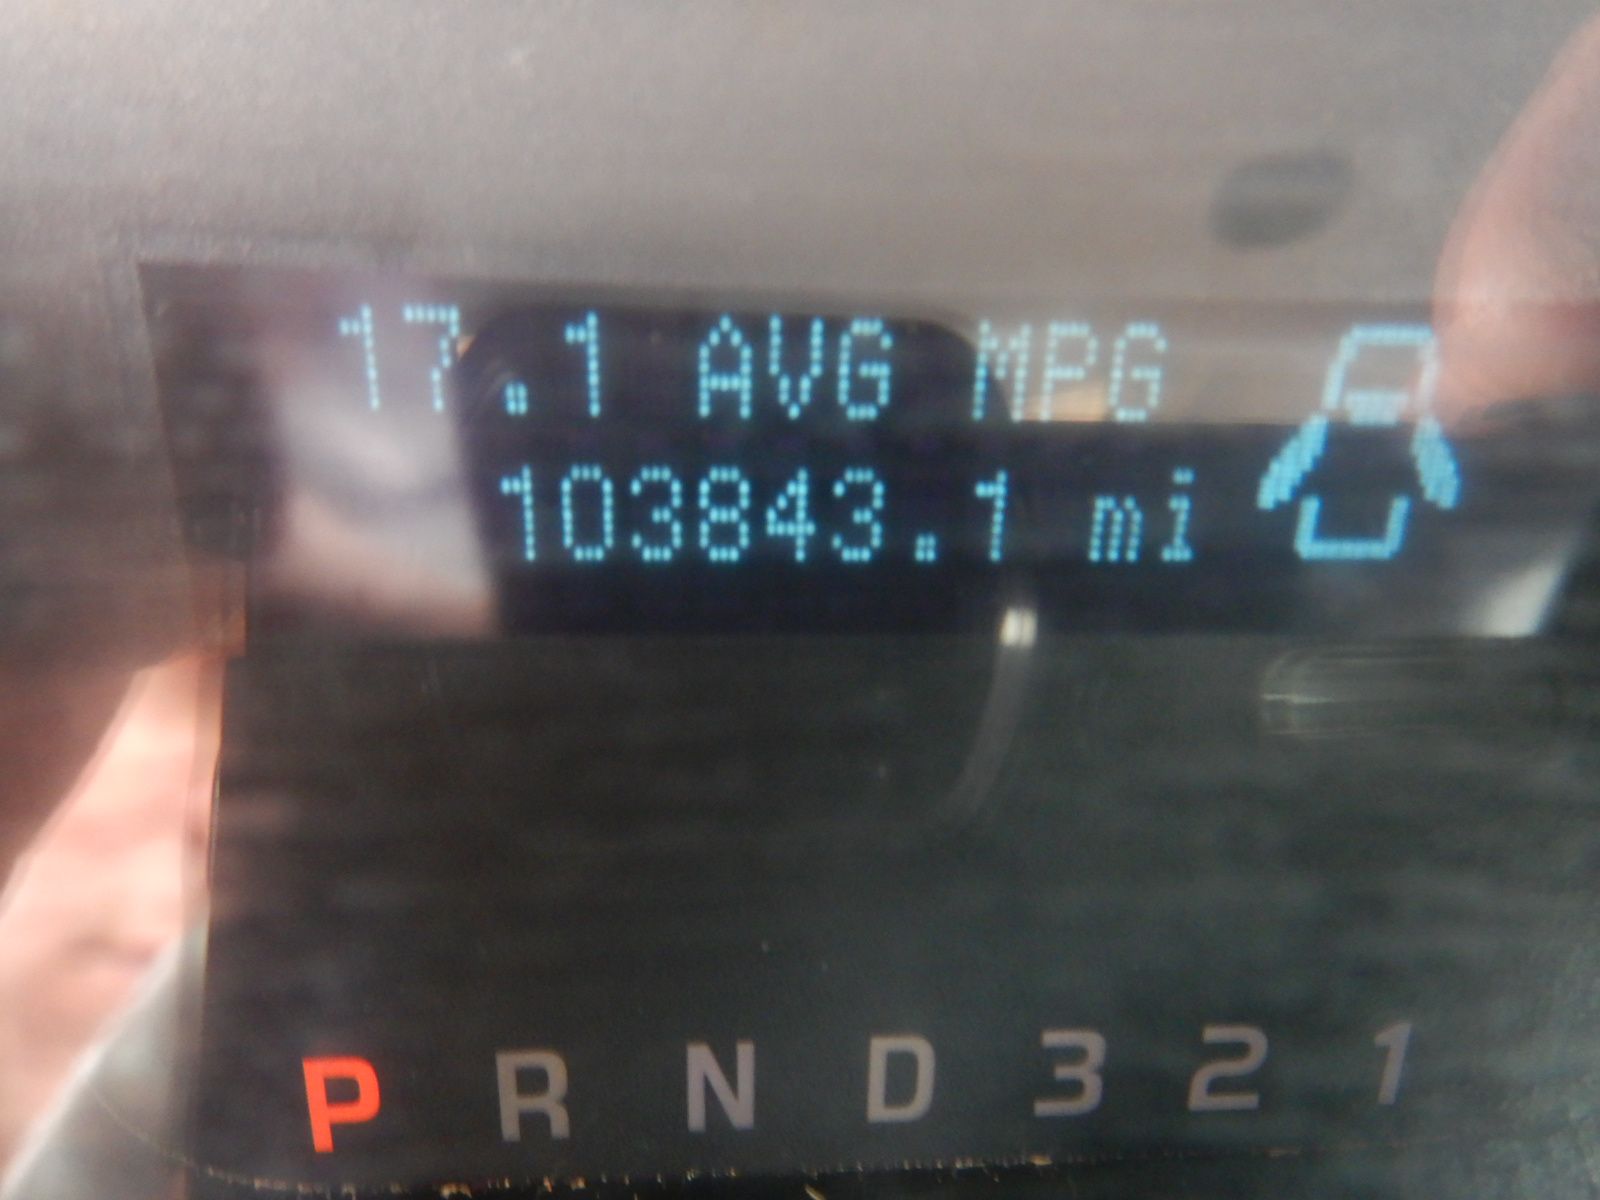 17.1 AVG MPG
103843.1 mi
P R N D 3 2 1